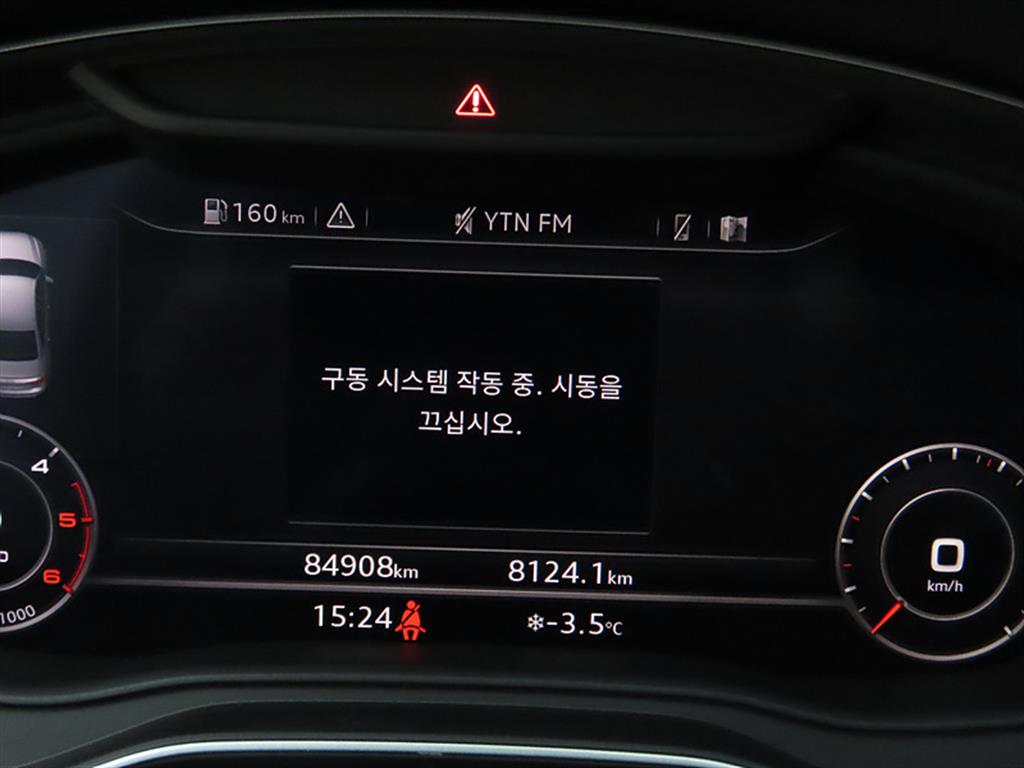 160 km
YTN FM
구동 시스템 작동 중. 시동을
끄십시오.
4
5
6
1000
0
km/h
84908km 8124.1km
15:24 -3.5°C